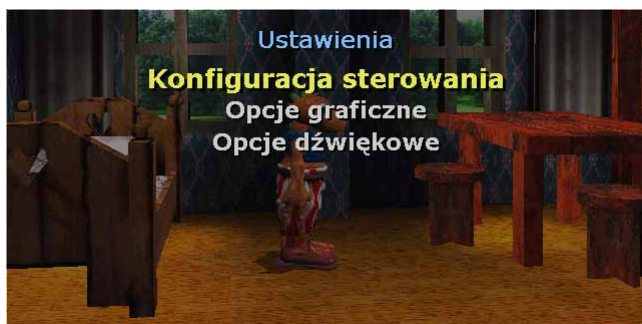 Ustawienia
Konfiguracja sterowania
Opcje graficzne
Opcje dźwiękowe